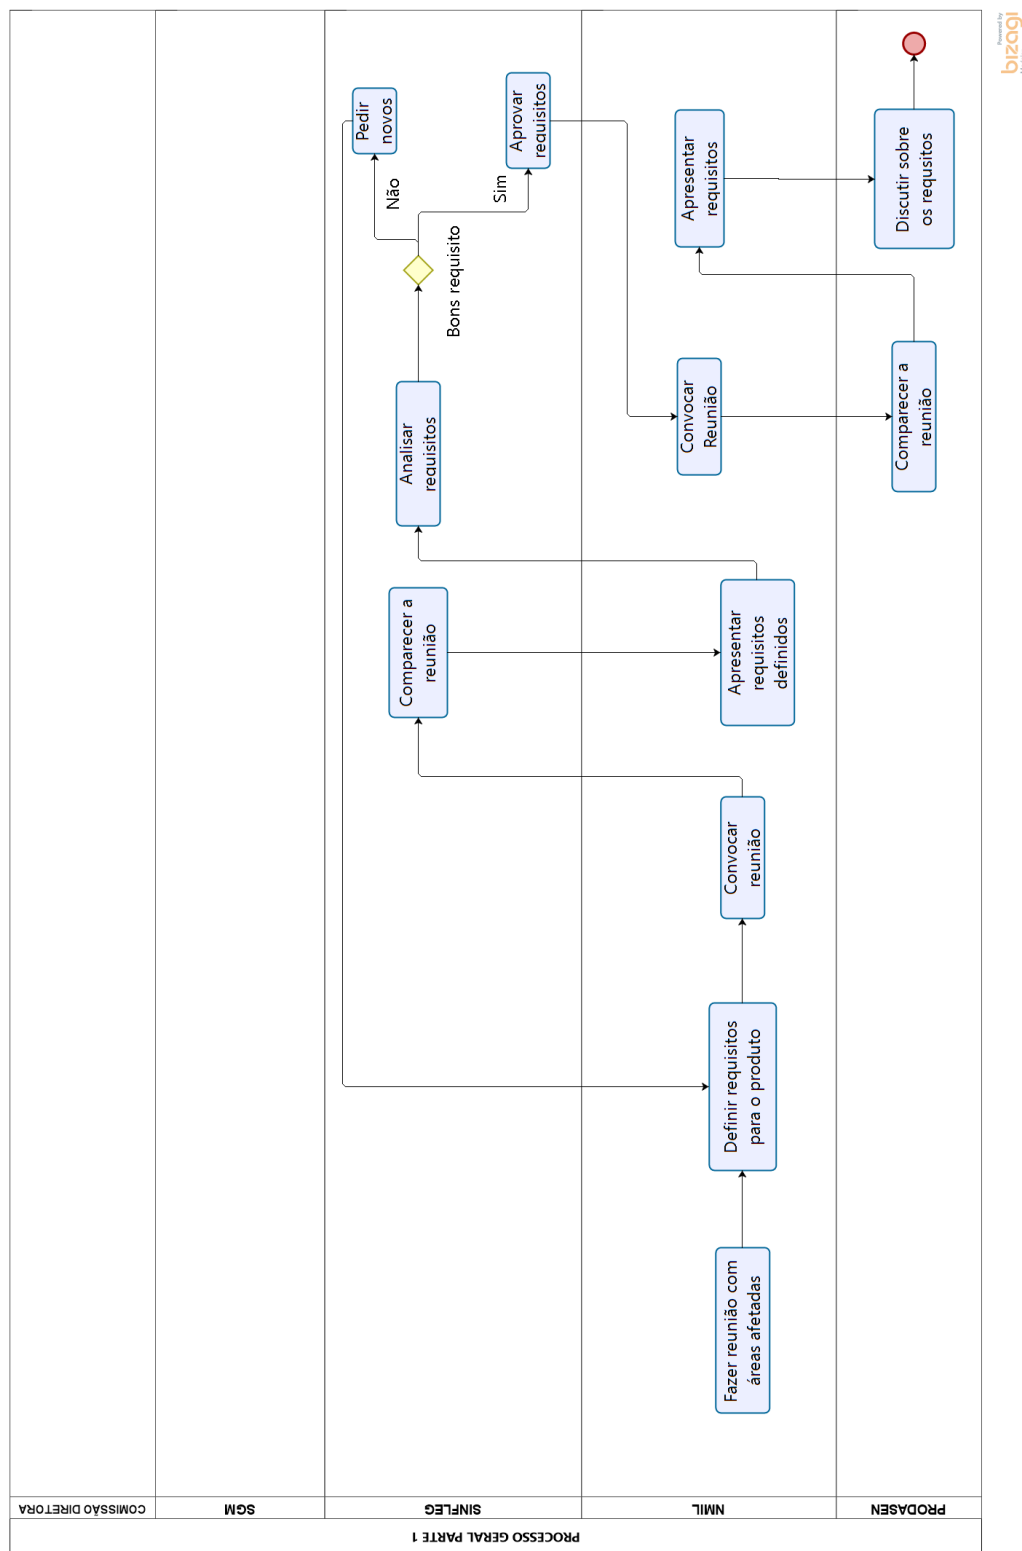 PROCESSO GERAL PARTE 1
COMISSÃO DIRETORA
SGM
SINFLEG
NMIL
PRODASEN
Fazer reunião com
áreas afetadas
Definir requisitos
para o produto
Convocar
reunião
Comparecer a
reunião
Apresentar
requisitos
definidos
Analisar
requisitos
Bons requisito
Não
Pedir
novos
Sim
Aprovar
requisitos
Convocar
Reunião
Comparecer a
reunião
Apresentar
requisitos
Discutir sobre
os requsitos
Powered by
bizagi